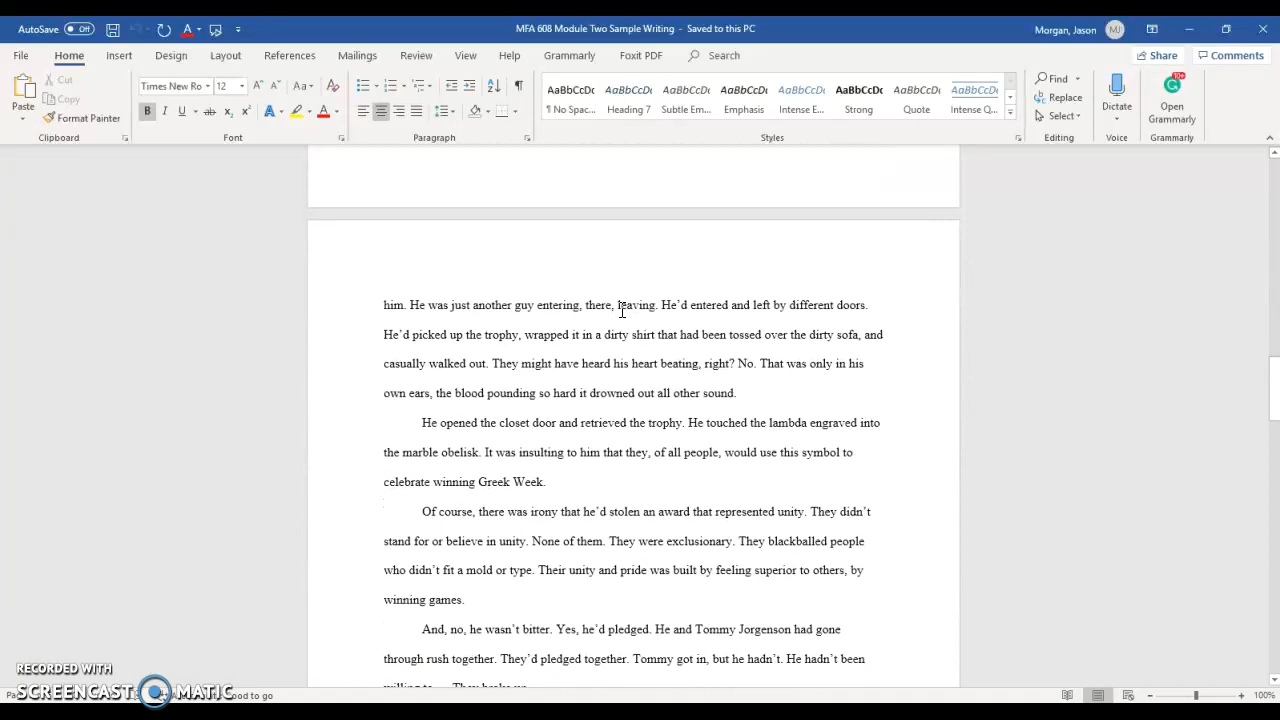 AutoSave Off MFA 608 Module Two Sample Writing - Saved to this PC Morgan, Jason MJ
File Home Insert Design Layout References Mailings Review View Help Grammarly Foxit PDF Search Share Comments
Paste Cut Copy Format Painter
Times New Ro 12
AaBbCcDc AaBbCcDc AaBbCcDc AaBbCcDc AaBbCcDc AaBbCcDc AaBbCcDc AaBbCcDc
¶ No Spac... Heading 7 Subtle Em... Emphasis Intense E... Strong Quote Intense Q...
Find Replace Select
Dictate
Open Grammarly
10+
Clipboard Font Paragraph Styles Editing Voice Grammarly
him. He was just another guy entering, there, leaving. He’d entered and left by different doors.
He’d picked up the trophy, wrapped it in a dirty shirt that had been tossed over the dirty sofa, and
casually walked out. They might have heard his heart beating, right? No. That was only in his
own ears, the blood pounding so hard it drowned out all other sound.
He opened the closet door and retrieved the trophy. He touched the lambda engraved into
the marble obelisk. It was insulting to him that they, of all people, would use this symbol to
celebrate winning Greek Week.
Of course, there was irony that he’d stolen an award that represented unity. They didn’t
stand for or believe in unity. None of them. They were exclusionary. They blackballed people
who didn’t fit a mold or type. Their unity and pride was built by feeling superior to others, by
winning games.
And, no, he wasn’t bitter. Yes, he’d pledged. He and Tommy Jorgenson had gone
through rush together. They’d pledged together. Tommy got in, but he hadn’t. He hadn’t been
RECORDED WITH
SCREENCAST MATIC
good to go
100%